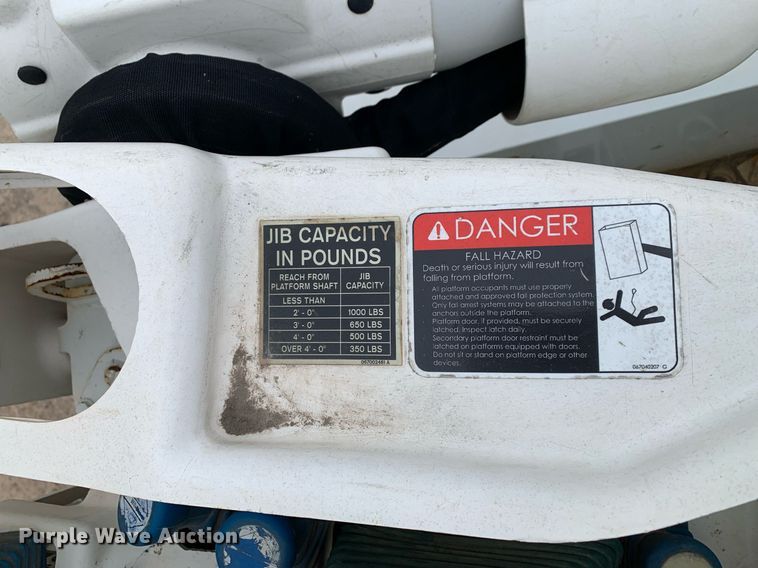 JIB CAPACITY
IN POUNDS
REACH FROM JIB
PLATFORM SHAFT CAPACITY
LESS THAN
2' - 0" 1000 LBS
3' - 0" 650 LBS
4' - 0" 500 LBS
OVER 4' - 0" 350 LBS
067002461 A
DANGER
FALL HAZARD
Death or serious injury will result from
falling from platform.
· All platform occupants must use properly
attached and approved fall protection system.
Only fall arrest systems may be attached to the
anchors outside the platform.
· Platform door, if provided, must be securely
latched. Inspect latch daily.
· Secondary platform door restraint must be
latched on platforms equipped with doors.
· Do not sit or stand on platform edge or other
devices.
067040207 G
Purple Wave Auction